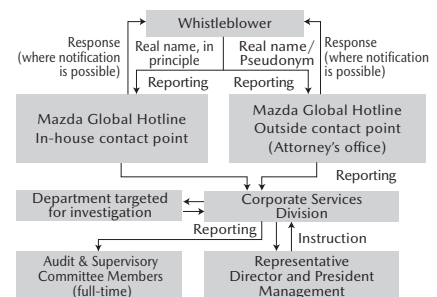 Whistleblower
Response
(where notification
is possible)
Real name, in
principle
Real name/
Pseudonym
Response
(where notification
is possible)
Reporting
Reporting
Mazda Global Hotline
In-house contact point
Mazda Global Hotline
Outside contact point
(Attorney's office)
Reporting
Department targeted
for investigation
Corporate Services
Division
Reporting
Instruction
Audit & Supervisory
Committee Members
(full-time)
Representative
Director and President
Management